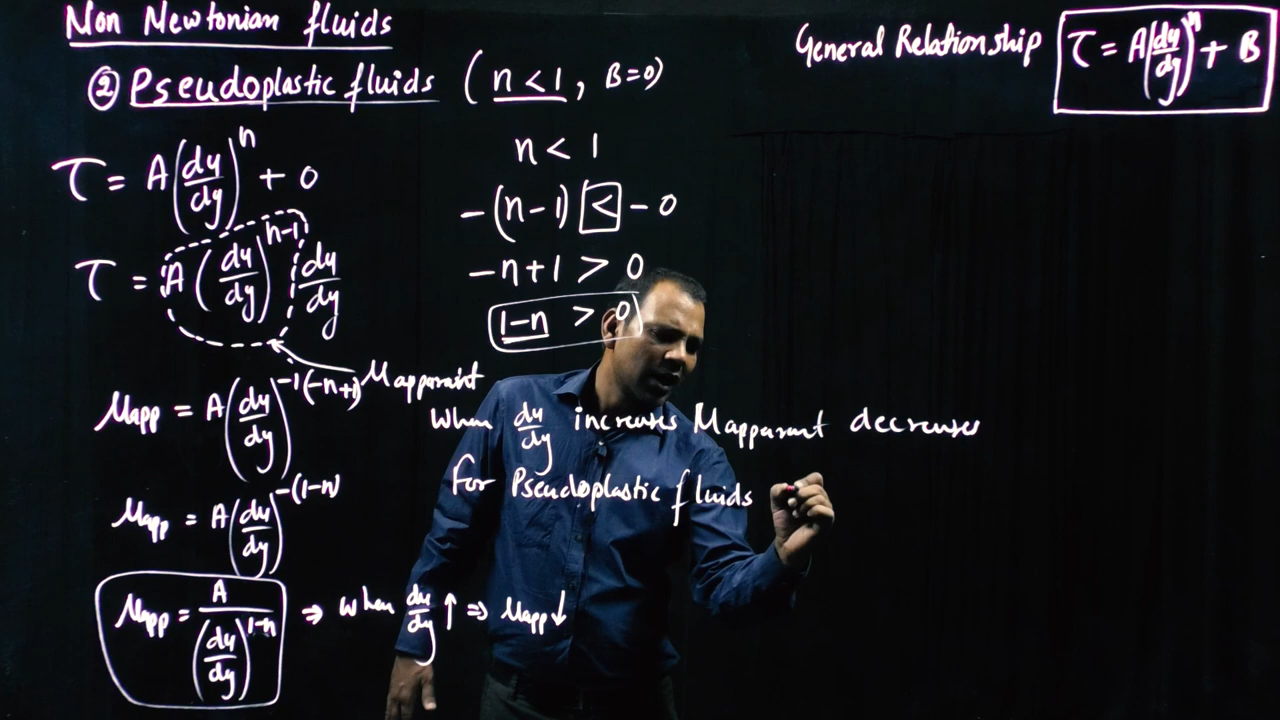 Non Newtonian fluids
General Relationship τ = A(du/dy)^n + B
② Pseudoplastic fluids (n < 1, B=0)
τ = A(du/dy)^n + 0
n < 1
-(n-1) < - 0
τ = A(du/dy)^n-1 du/dy
-n+1 > 0
1-n > 0
μapparaint
μapp = A(du/dy)^-1(-n+1)
When du/dy increases μapparant decreases
For Pseudoplastic fluids
μapp = A(du/dy)^-(1-n)
μapp = A/(du/dy)^1-n ⇒ when du/dy ↑ ⇒ μapp ↓